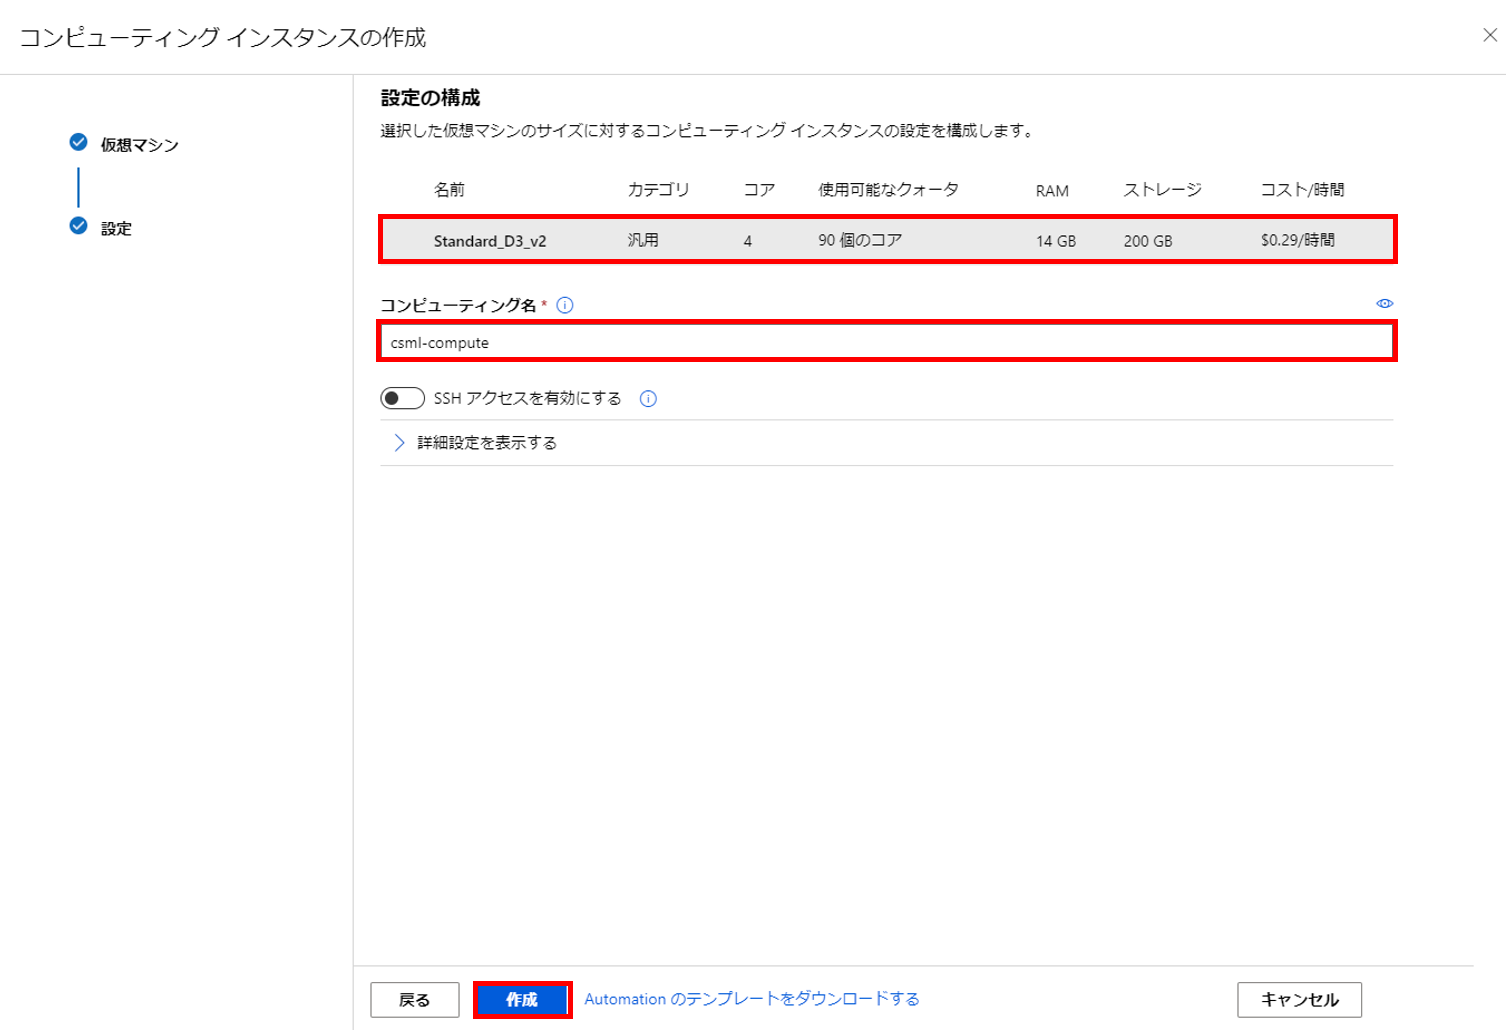 コンピューティング インスタンスの作成
仮想マシン
設定
設定の構成
選択した仮想マシンのサイズに対するコンピューティング インスタンスの設定を構成します。
名前 カテゴリ コア 使用可能なクォータ RAM ストレージ コスト/時間
Standard_D3_v2 汎用 4 90 個のコア 14 GB 200 GB $0.29/時間
コンピューティング名 *
csml-compute
SSH アクセスを有効にする
詳細設定を表示する
戻る 作成 Automation のテンプレートをダウンロードする キャンセル